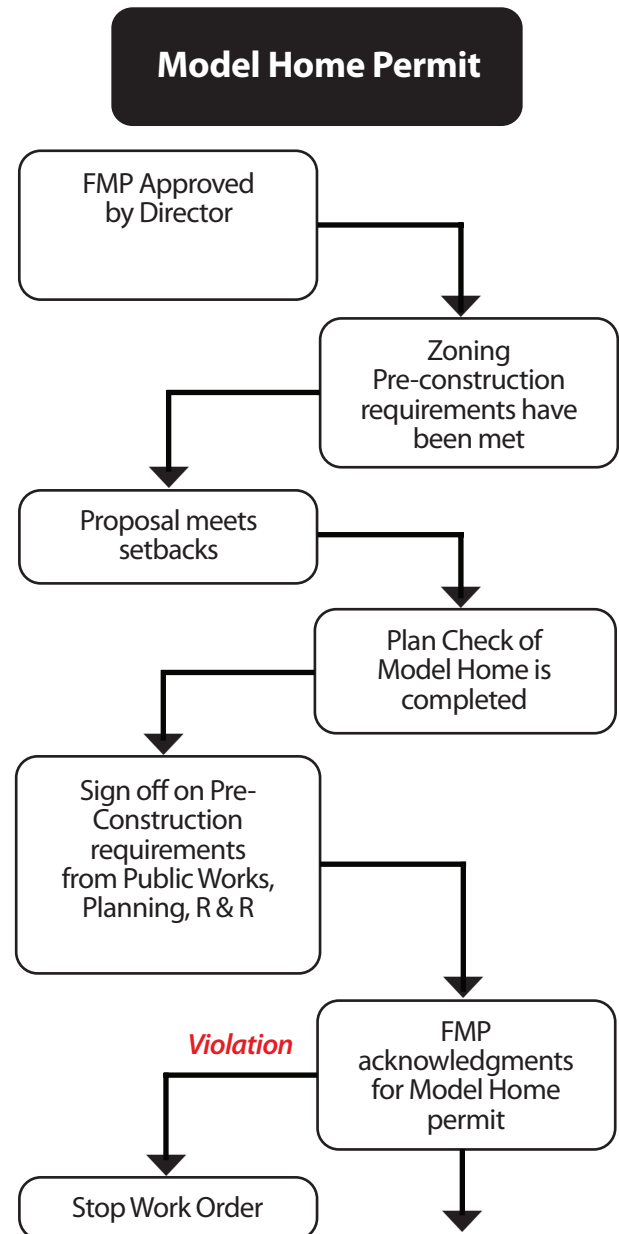 Model Home Permit
FMP Approved
by Director
Zoning
Pre-construction
requirements have
been met
Proposal meets
setbacks
Plan Check of
Model Home is
completed
Sign off on Pre-
Construction
requirements
from Public Works,
Planning, R & R
FMP
acknowledgments
for Model Home
permit
Violation
Stop Work Order